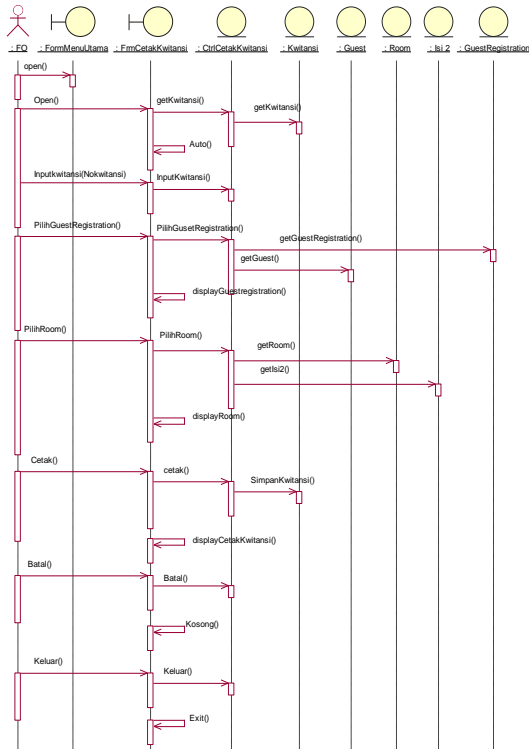 : FO
: FormMenuUtama
: FrmCetakKwitansi
: CtrlCetakKwitansi
: Kwitansi
: Guest
: Room
: Isi 2
: GuestRegistration
open()
Open()
getKwitansi()
getKwitansi()
Auto()
Inputkwitansi(Nokwitansi)
InputKwitansi()
PilihGuestRegistration()
PilihGusetRegistration()
getGuestRegistration()
getGuest()
displayGuestregistration()
PilihRoom()
PilihRoom()
getRoom()
getIsi2()
displayRoom()
Cetak()
cetak()
SimpanKwitansi()
displayCetakKwitansi()
Batal()
Batal()
Kosong()
Keluar()
Keluar()
Exit()